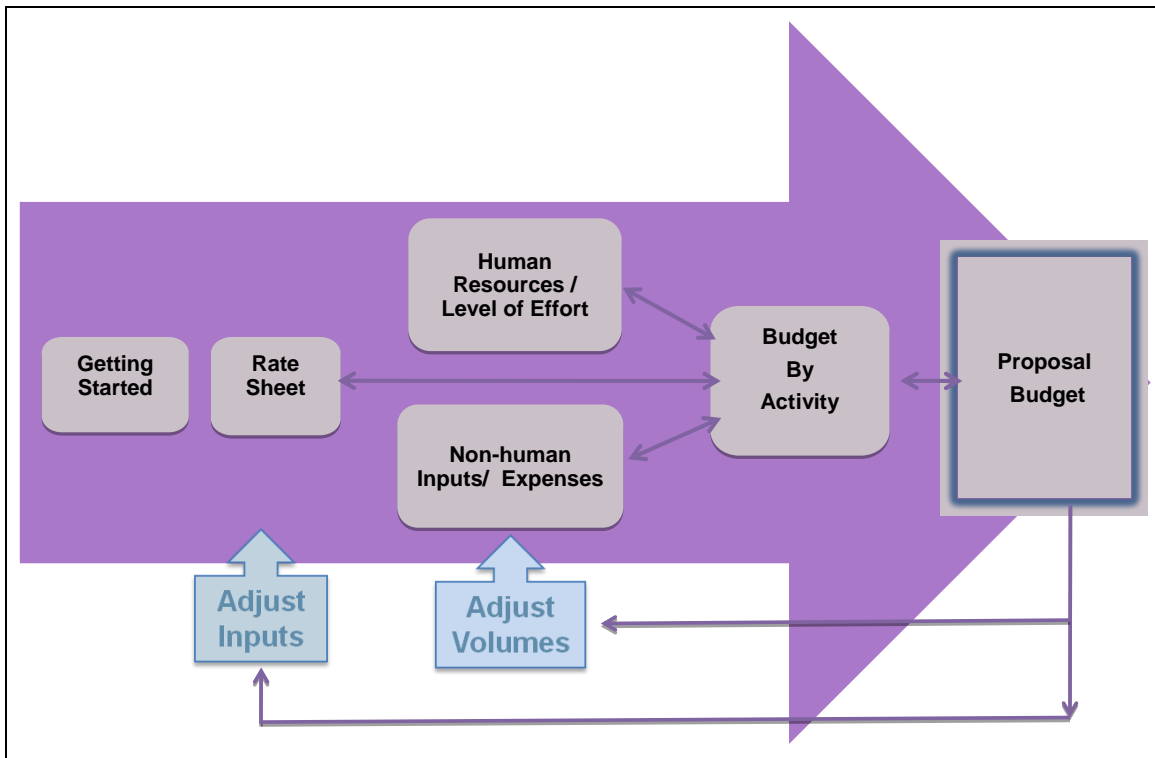 Getting
Started
Rate
Sheet
Human
Resources /
Level of Effort
Non-human
Inputs/  Expenses
Budget
By
Activity
Proposal
Budget
Adjust
Inputs
Adjust
Volumes